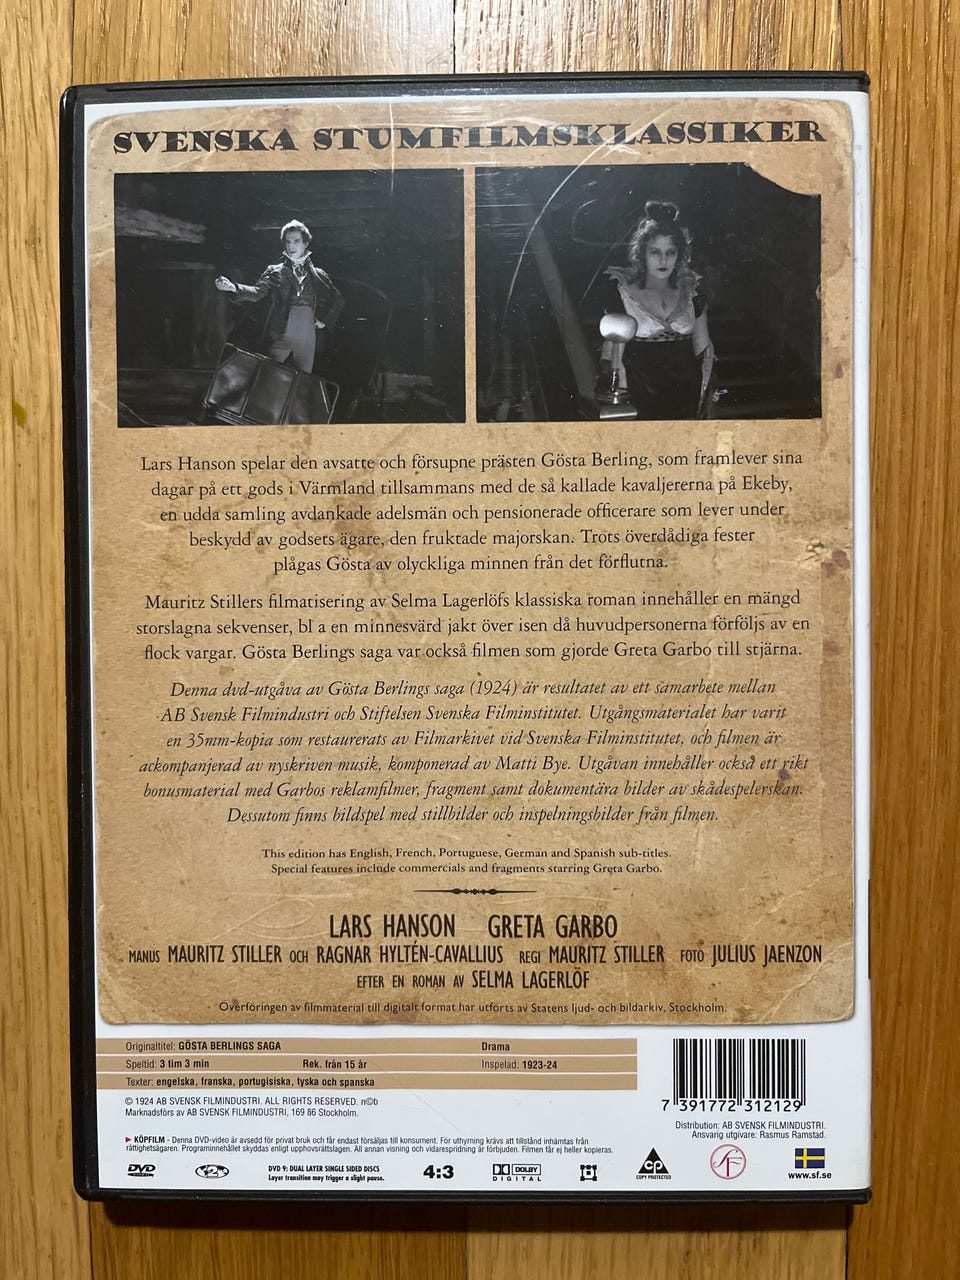 SVENSKA STUMFILMSKLASSIKER
Lars Hanson spelar den avsatte och försupne prästen Gösta Berling, som framlever sina
dagar på ett gods i Värmland tillsammans med de så kallade kavaljererna på Ekeby,
en udda samling avdankade adelsmän och pensionerade officerare som lever under
beskydd av godsets ägare, den fruktade majorskan. Trots överdådiga fester
plågas Gösta av olyckliga minnen från det förflutna.
Mauritz Stillers filmatisering av Selma Lagerlöfs klassiska roman innehåller en mängd
storslagna sekvenser, bl a en minnesvärd jakt över isen då huvudpersonerna förföljs av en
flock vargar. Gösta Berlings saga var också filmen som gjorde Greta Garbo till stjärna.
Denna dvd-utgåva av Gösta Berlings saga (1924) är resultatet av ett samarbete mellan
AB Svensk Filmindustri och Stiftelsen Svenska Filminstitutet. Utgångsmaterialet har varit
en 35mm-kopia som restaurerats av Filmarkivet vid Svenska Filminstitutet, och filmen är
ackompanjerad av nyskriven musik, komponerad av Matti Bye. Utgåvan innehåller också ett rikt
bonusmaterial med Garbos reklamfilmer, fragment samt dokumentära bilder av skådespelerskan.
Dessutom finns bildspel med stillbilder och inspelningsbilder från filmen.
This edition has English, French, Portuguese, German and Spanish sub-titles.
Special features include commercials and fragments starring Greta Garbo.
LARS HANSON GRETA GARBO
MANUS MAURITZ STILLER OCH RAGNAR HYLTÉN-CAVALLIUS REGI MAURITZ STILLER FOTO JULIUS JAENZON
EFTER EN ROMAN AV SELMA LAGERLÖF
Överföringen av filmmaterial till digitalt format har utförts av Statens ljud- och bildarkiv, Stockholm.
Originaltitel: GÖSTA BERLINGS SAGA Drama
Speltid: 3 tim 3 min Rek. från 15 år Inspelad: 1923-24
Texter: engelska, franska, portugisiska, tyska och spanska
© 1924 AB SVENSK FILMINDUSTRI. ALL RIGHTS RESERVED. n©b
Marknadsförs av AB SVENSK FILMINDUSTRI, 169 86 Stockholm.
7 391772 312129
Distribution: AB SVENSK FILMINDUSTRI.
Ansvarig utgivare: Rasmus Ramstad.
KÖPFILM - Denna DVD-video är avsedd för privat bruk och får endast försäljas till konsument. För uthyrning krävs att tillstånd inhämtas från
rättighetsägaren. Programinnehållet skyddas enligt upphovsrättslagen. All annan visning och vidarespridning är förbjuden. Filmen får ej heller kopieras.
DVD VIDEO
2
DVD 9: DUAL LAYER SINGLE SIDED DISCS
Layer transition may trigger a slight pause.
4:3
DOLBY
DIGITAL
CP
COPY PROTECTED
SF
www.sf.se